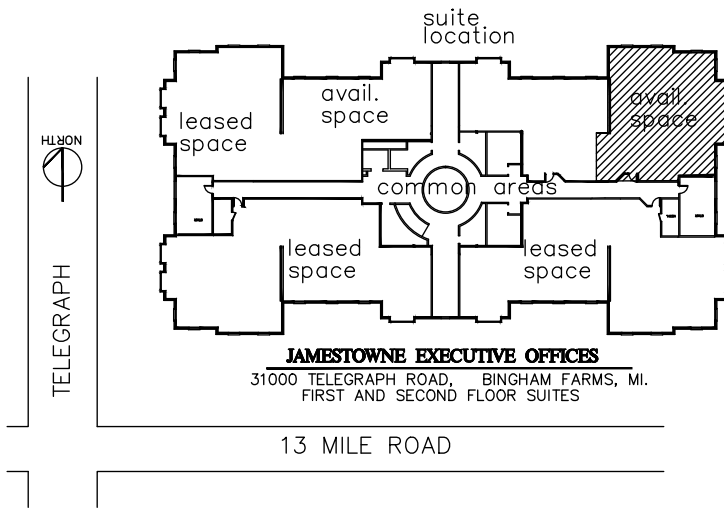 suite
location
avail.
space
avail.
space
leased
space
NORTH
common areas
leased
space
leased
space
TELEGRAPH
JAMESTOWNE EXECUTIVE OFFICES
31000 TELEGRAPH ROAD, BINGHAM FARMS, MI.
FIRST AND SECOND FLOOR SUITES
13 MILE ROAD